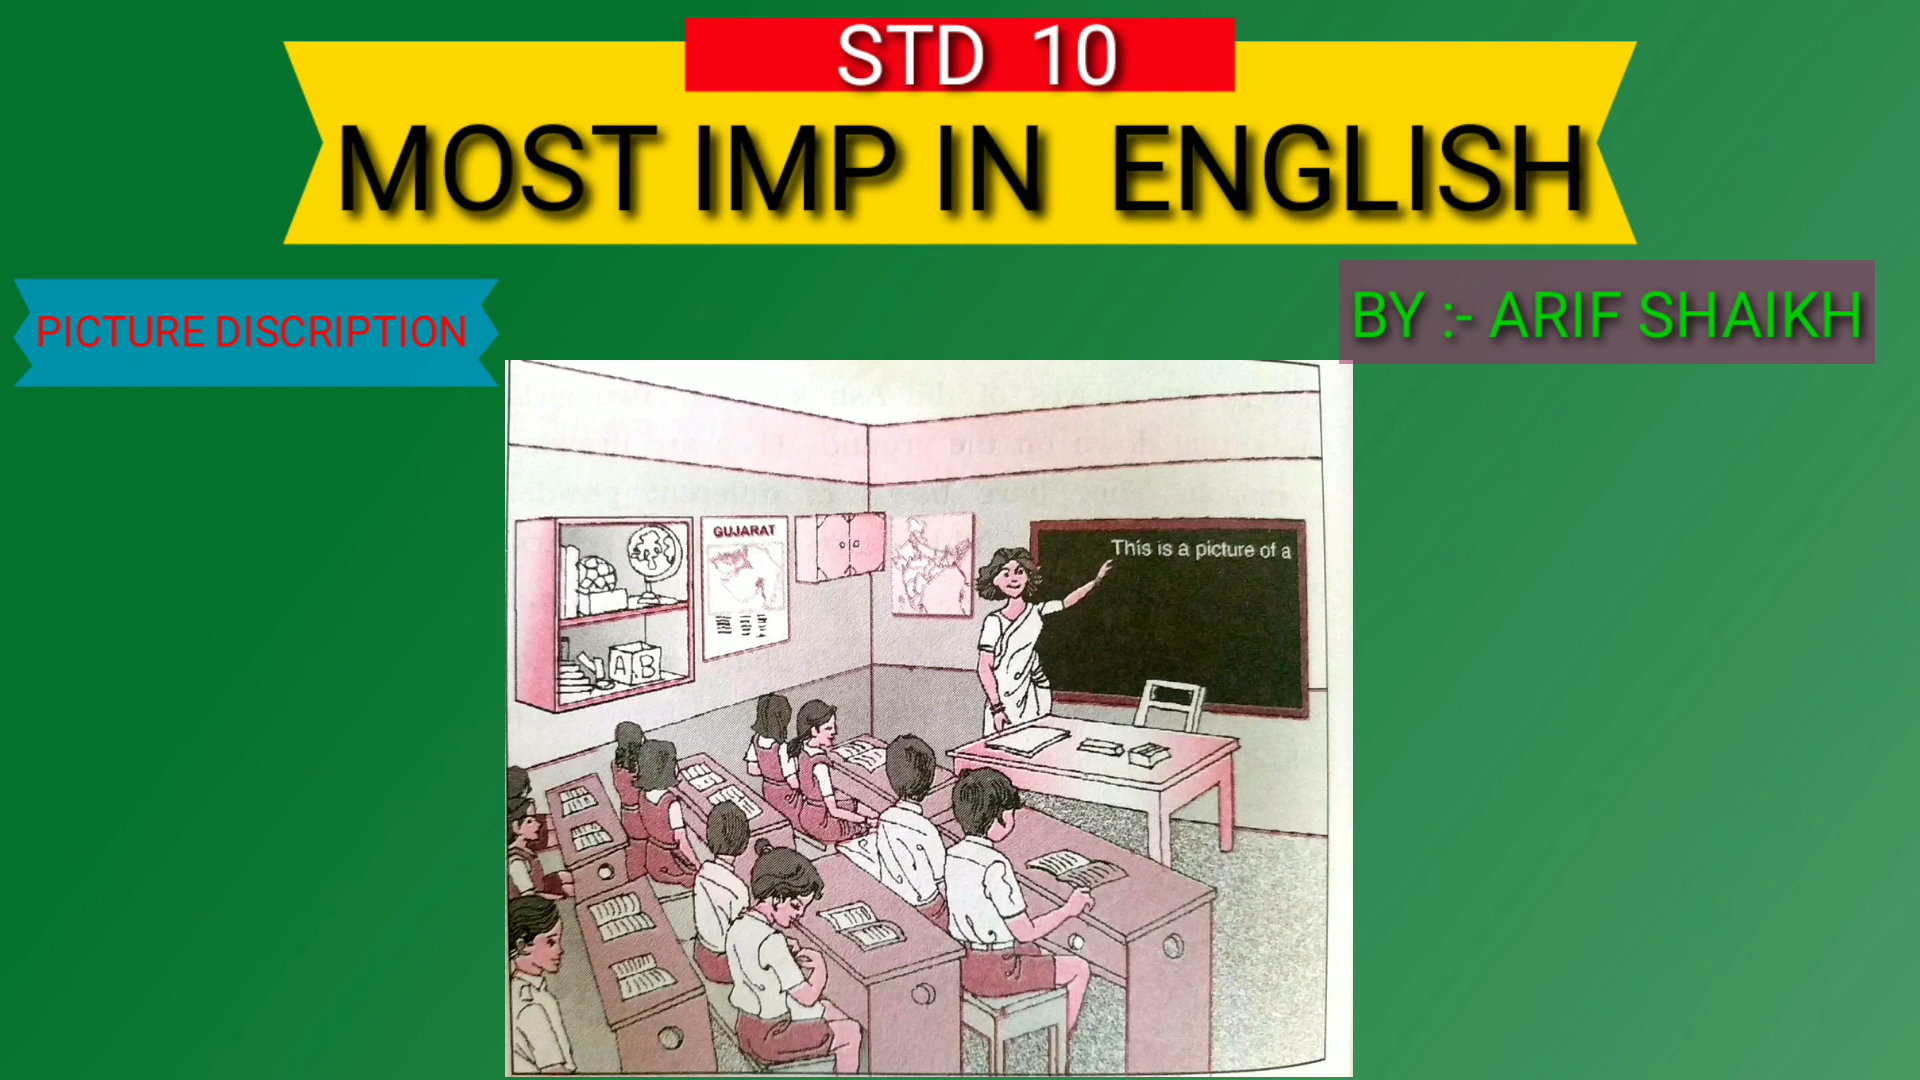 STD 10
MOST IMP IN ENGLISH
PICTURE DISCRIPTION
BY :- ARIF SHAIKH
GUJARAT
This is a picture of a
A B